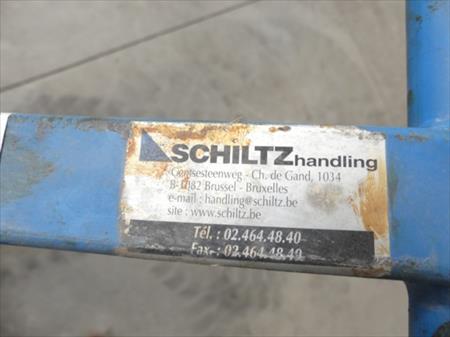 SCHILTZhandling
Gentsesteenweg - Ch. de Gand, 1034
B-1082 Brussel - Bruxelles
e-mail : handling@schiltz.be
site : www.schiltz.be
Tél. : 02.464.48.40
Fax. : 02.464.48.49